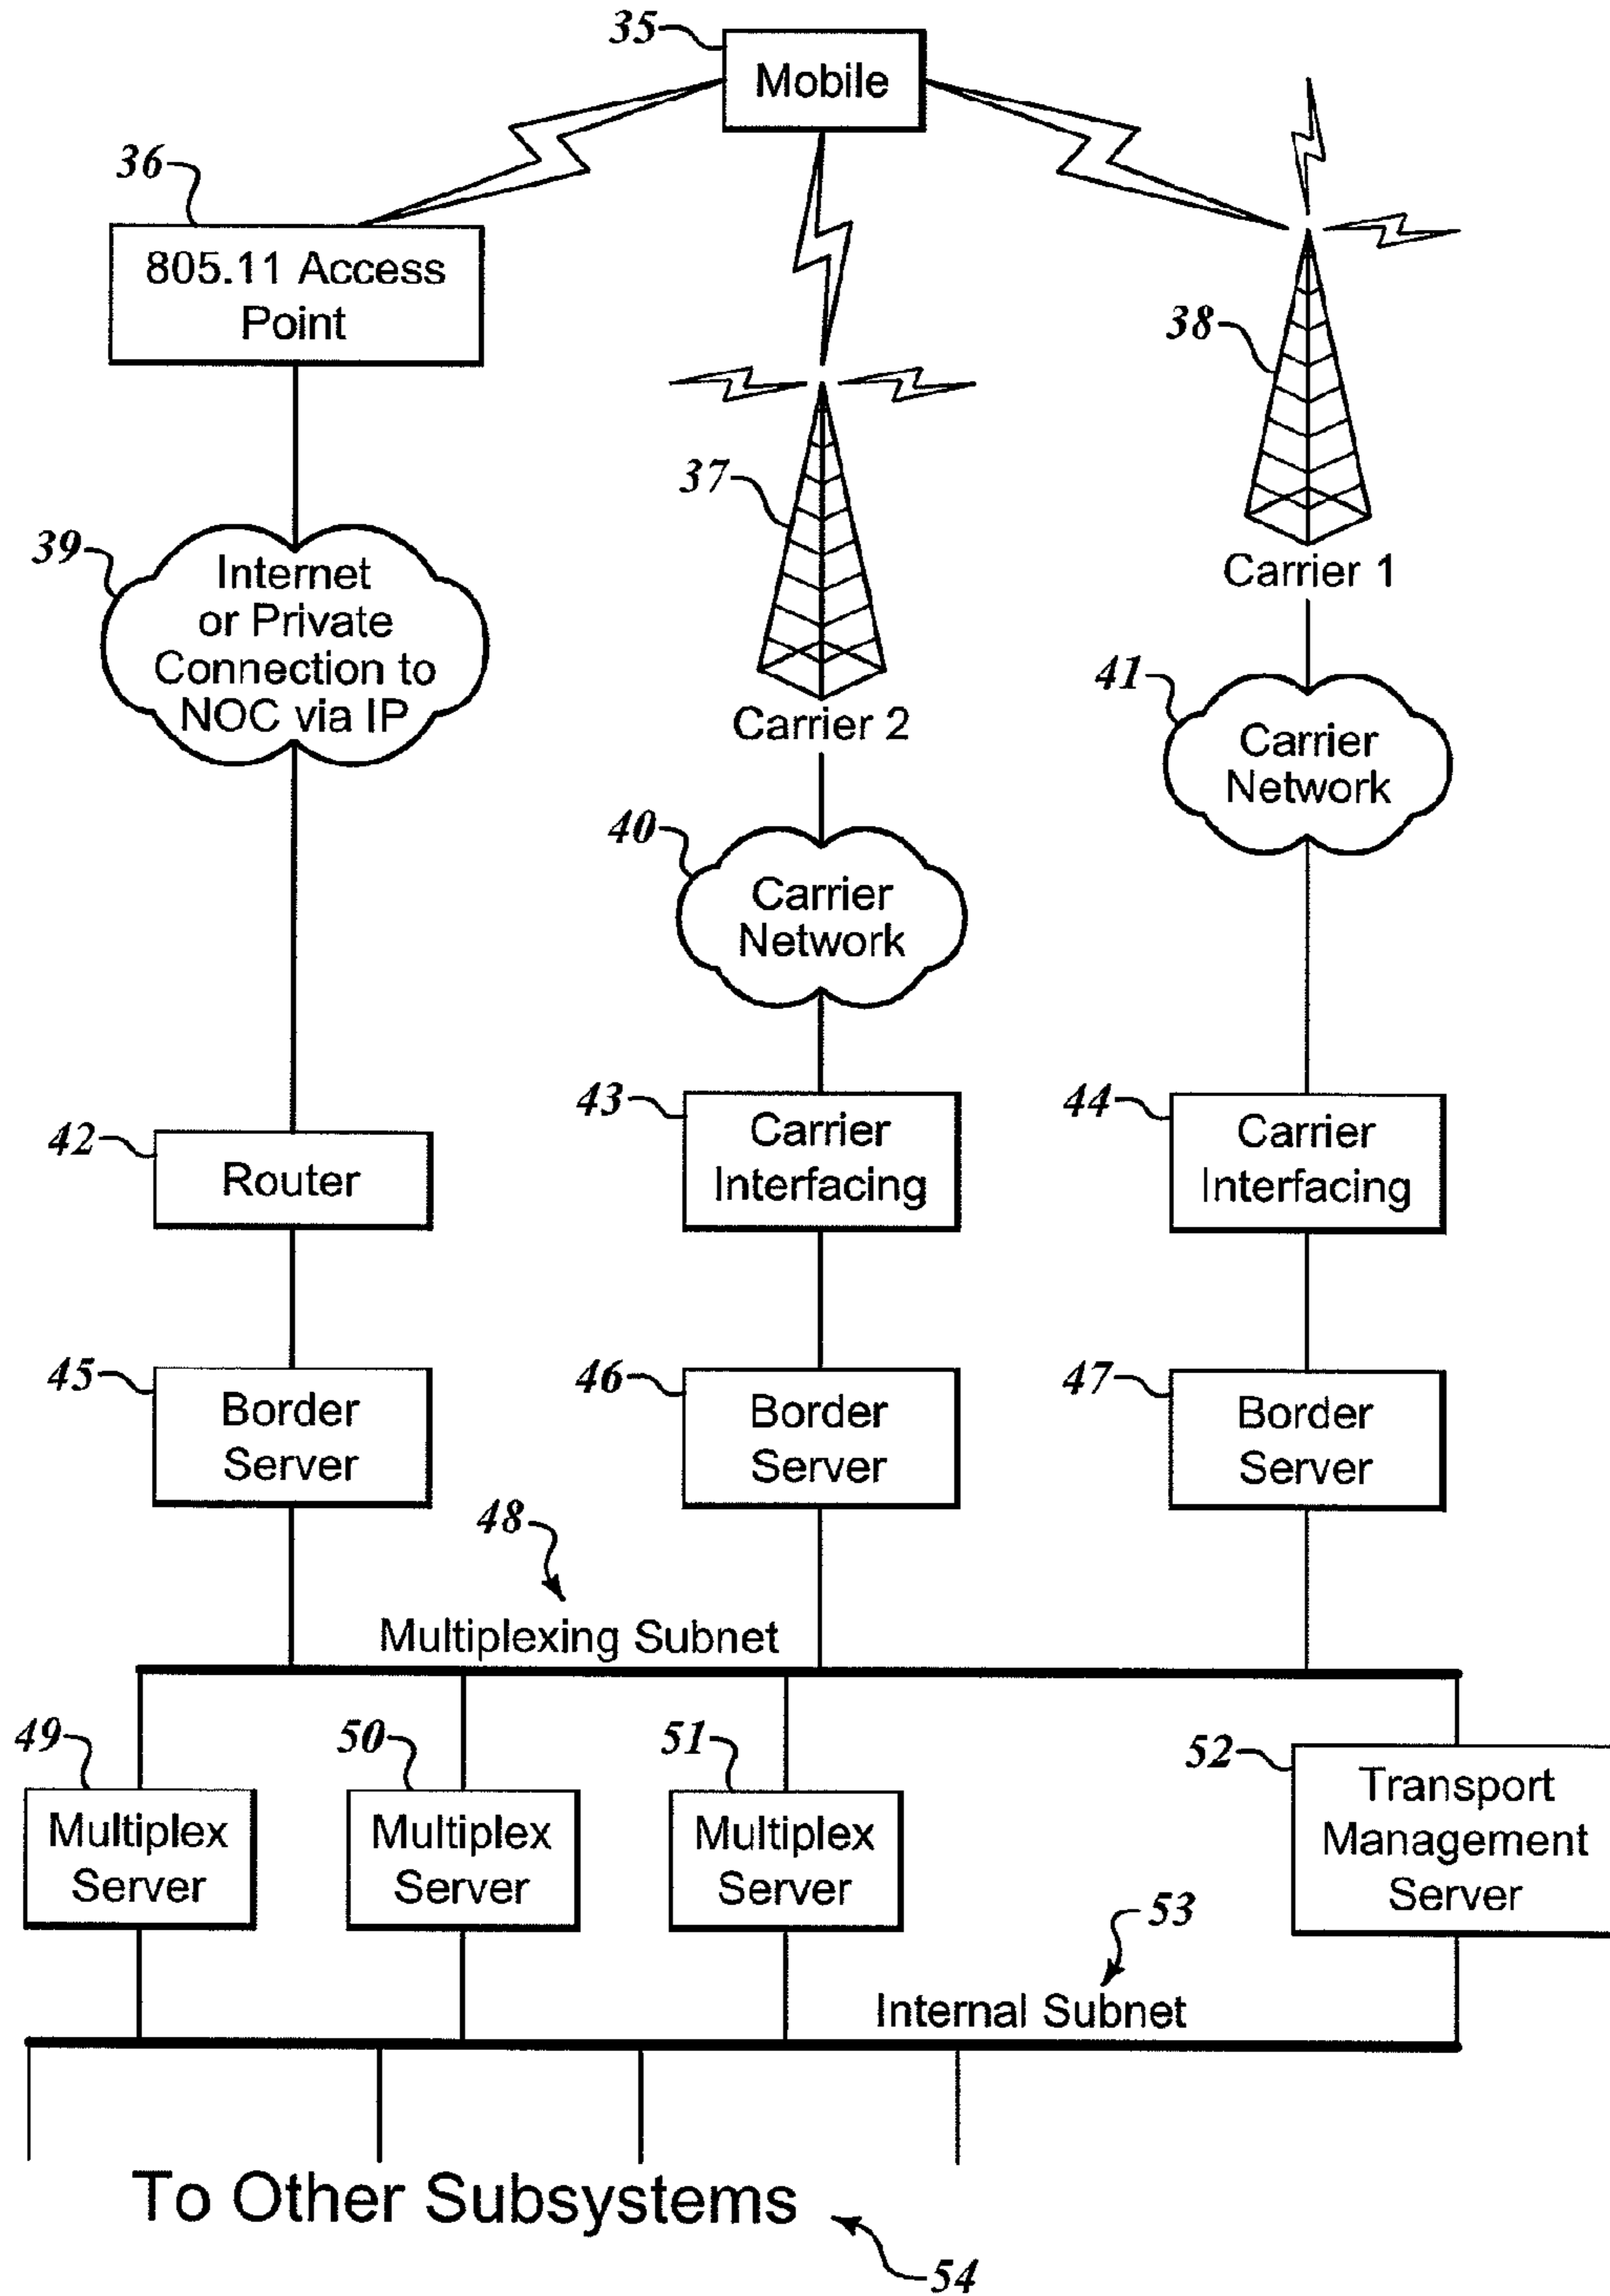 35
Mobile
36
805.11 Access
Point
38
37
39
Internet
or Private
Connection to
NOC via IP
Carrier 1
41
Carrier 2
Carrier
Network
40
Carrier
Network
43
Carrier
Interfacing
44
Carrier
Interfacing
42
Router
45
Border
Server
46
Border
Server
47
Border
Server
48
Multiplexing Subnet
49
Multiplex
Server
50
Multiplex
Server
51
Multiplex
Server
52
Transport
Management
Server
53
Internal Subnet
To Other Subsystems
54